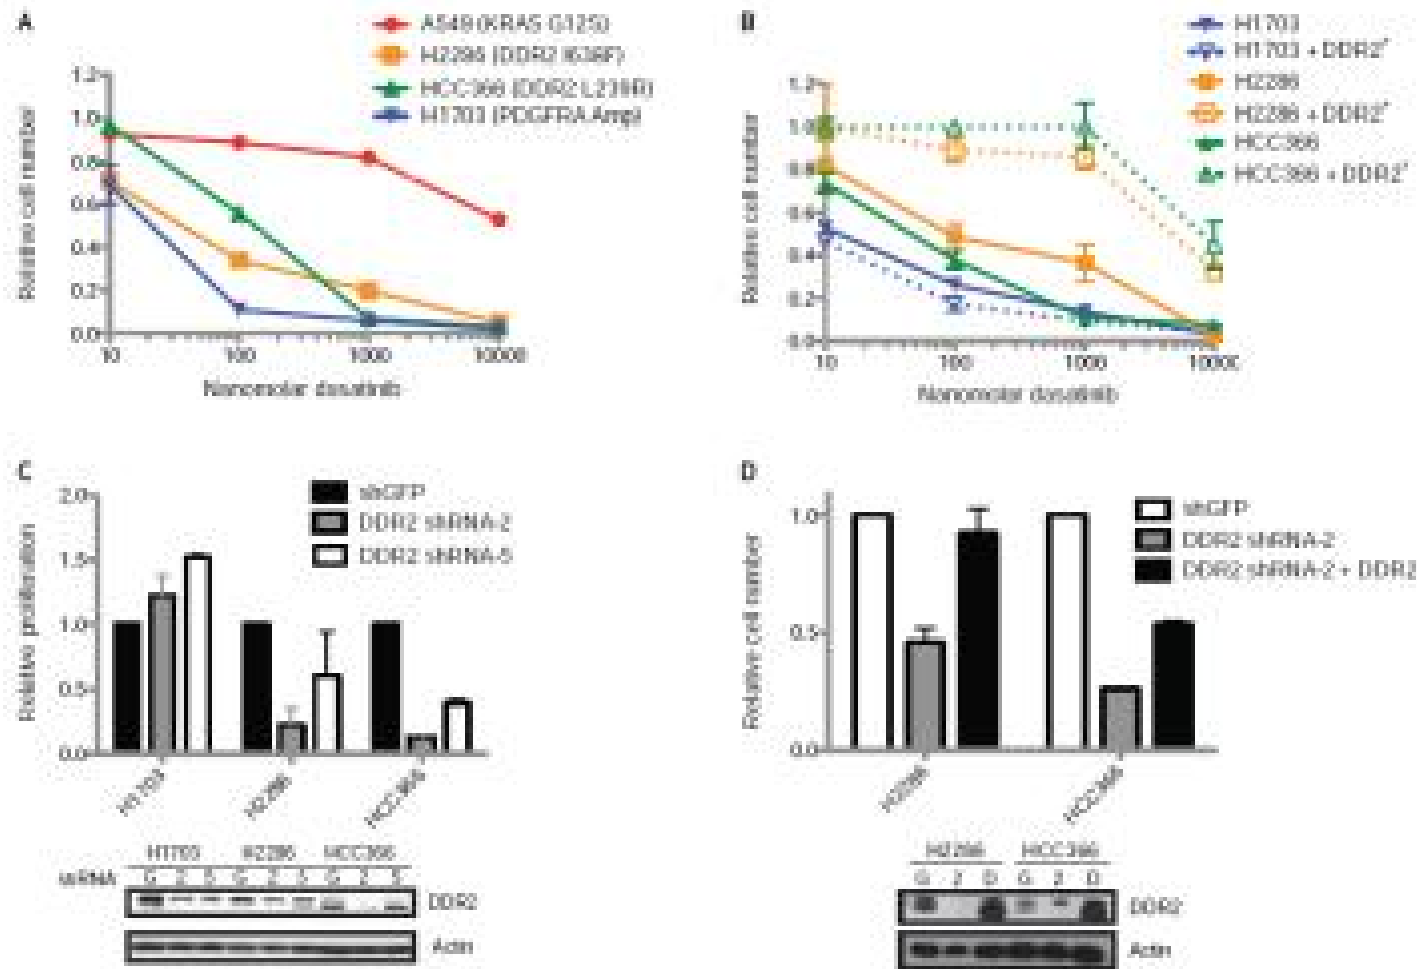 A
A549 (KRAS G12S)
H2286 (DDR2 I638F)
HCC366 (DDR2 L239R)
H1703 (PDGFRA Amp)
Relative cell number
1.2
1.0
0.8
0.6
0.4
0.2
0.0
10
100
1000
10000
Nanomolar dasatinib
B
H1703
H1703 + DDR2*
H2286
H2286 + DDR2*
HCC366
HCC366 + DDR2*
Relative cell number
1.2
1.0
0.8
0.6
0.4
0.2
0.0
10
100
1000
10000
Nanomolar dasatinib
C
shGFP
DDR2 shRNA-2
DDR2 shRNA-5
Relative proliferation
2.0
1.5
1.0
0.5
0.0
H1703
H2286
HCC366
H1703 H2286 HCC366
shRNA G 2 5 G 2 5 G 2 5
DDR2
Actin
D
shGFP
DDR2 shRNA-2
DDR2 shRNA-2 + DDR2
Relative cell number
1.0
0.5
0.0
H2286
HCC366
H2286 HCC366
G 2 D G 2 D
DDR2
Actin